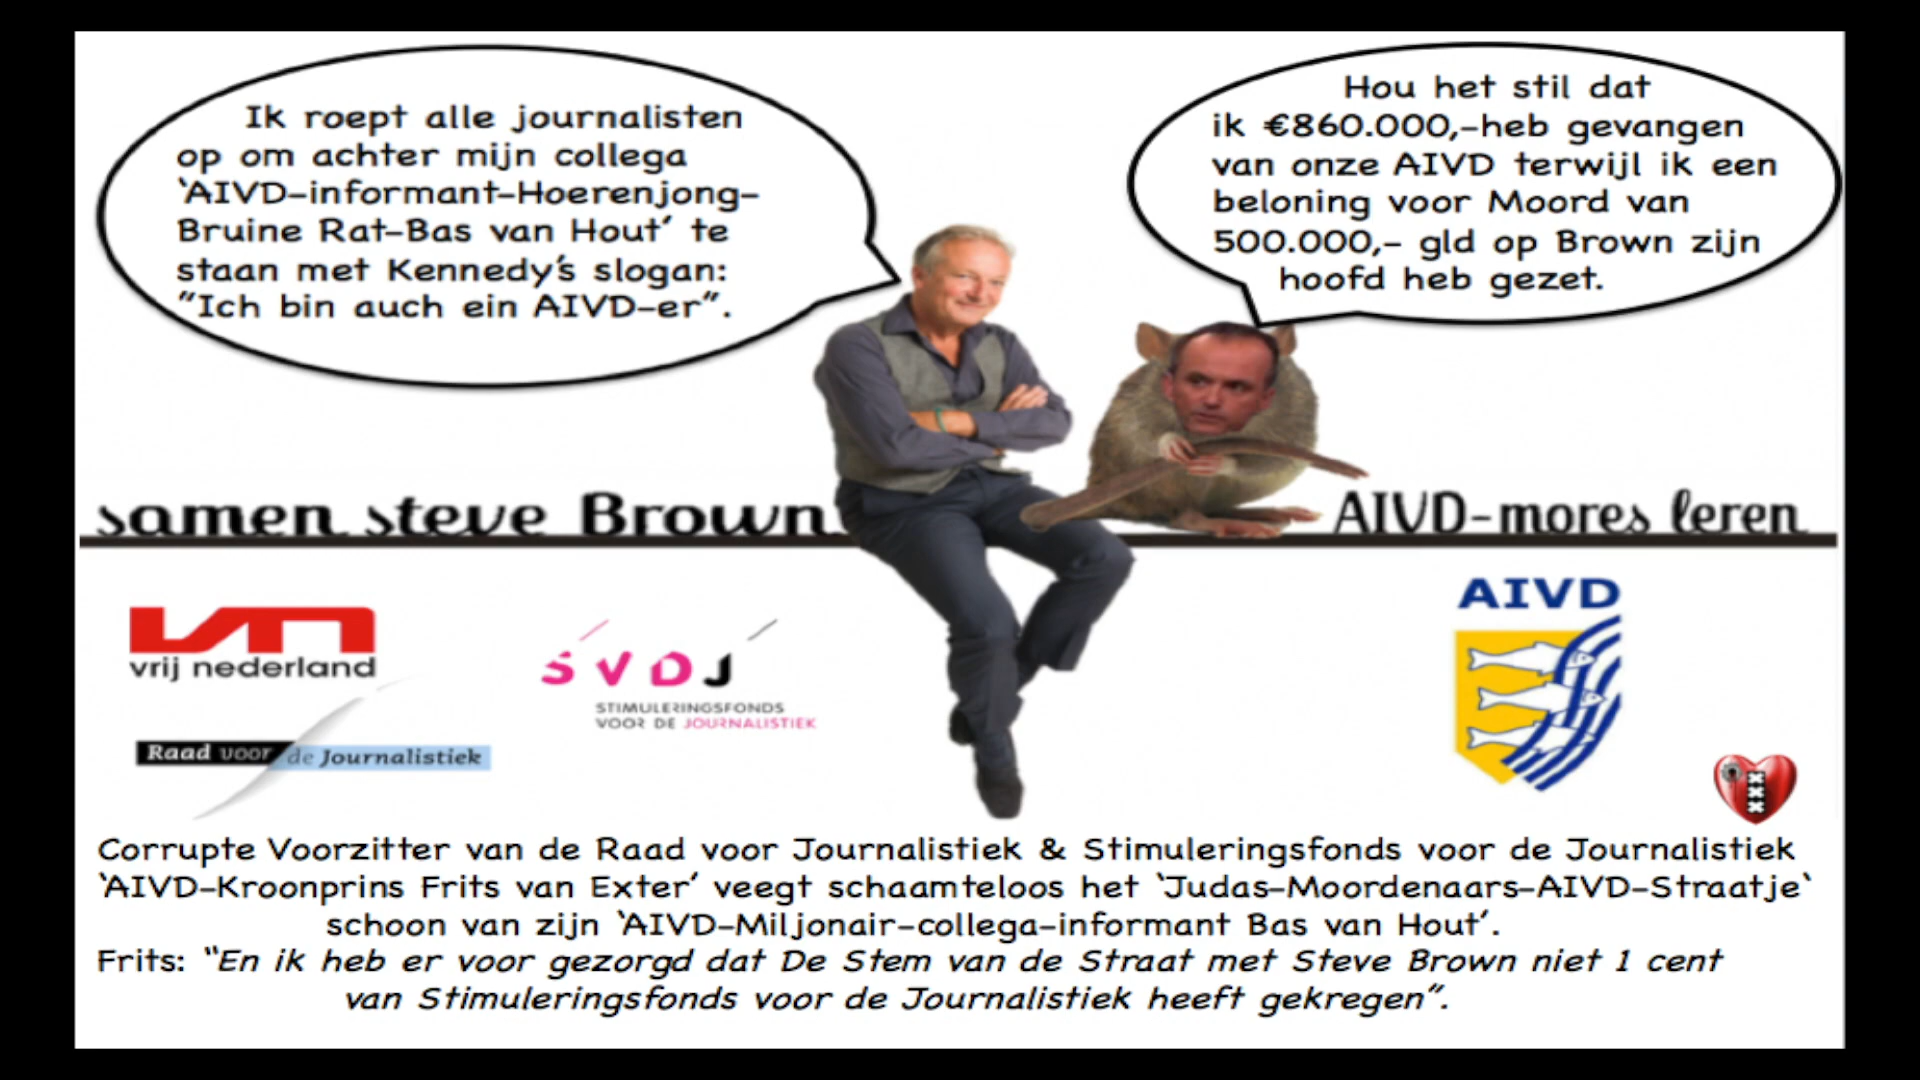 Ik roept alle journalisten
op om achter mijn collega
‘AIVD-informant-Hoerenjong-
Bruine Rat-Bas van Hout’ te
staan met Kennedy’s slogan:
“Ich bin auch ein AIVD-er”.
Hou het stil dat
ik €860.000,-heb gevangen
van onze AIVD terwijl ik een
beloning voor Moord van
500.000,- gld op Brown zijn
hoofd heb gezet.
samen steve Brown
AIVD-mores leren
vn
vrij nederland
SVDJ
STIMULERINGSFONDS
VOOR DE JOURNALISTIEK
Raad voor de Journalistiek
AIVD
XXX
Corrupte Voorzitter van de Raad voor Journalistiek & Stimuleringsfonds voor de Journalistiek
‘AIVD-Kroonprins Frits van Exter’ veegt schaamteloos het ‘Judas-Moordenaars-AIVD-Straatje‘
schoon van zijn ‘AIVD-Miljonair-collega-informant Bas van Hout’.
Frits: “En ik heb er voor gezorgd dat De Stem van de Straat met Steve Brown niet 1 cent
van Stimuleringsfonds voor de Journalistiek heeft gekregen”.